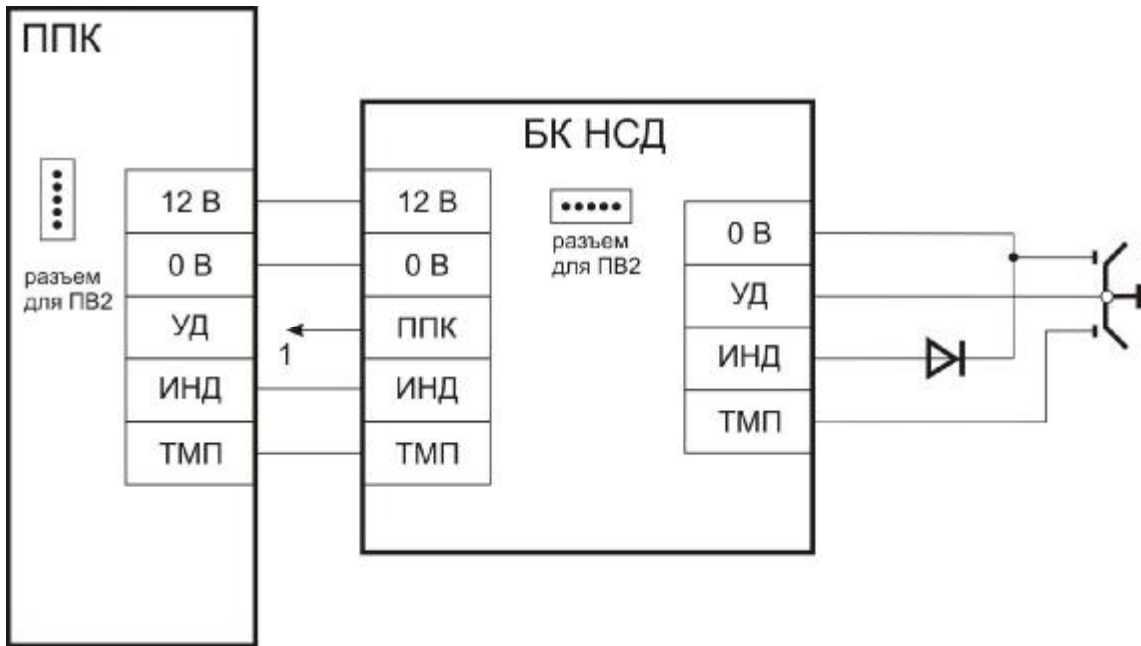 ППК
разъем
для ПВ2
12 В
0 В
УД
ИНД
ТМП
1
БК НСД
12 В
0 В
ППК
ИНД
ТМП
разъем
для ПВ2
0 В
УД
ИНД
ТМП